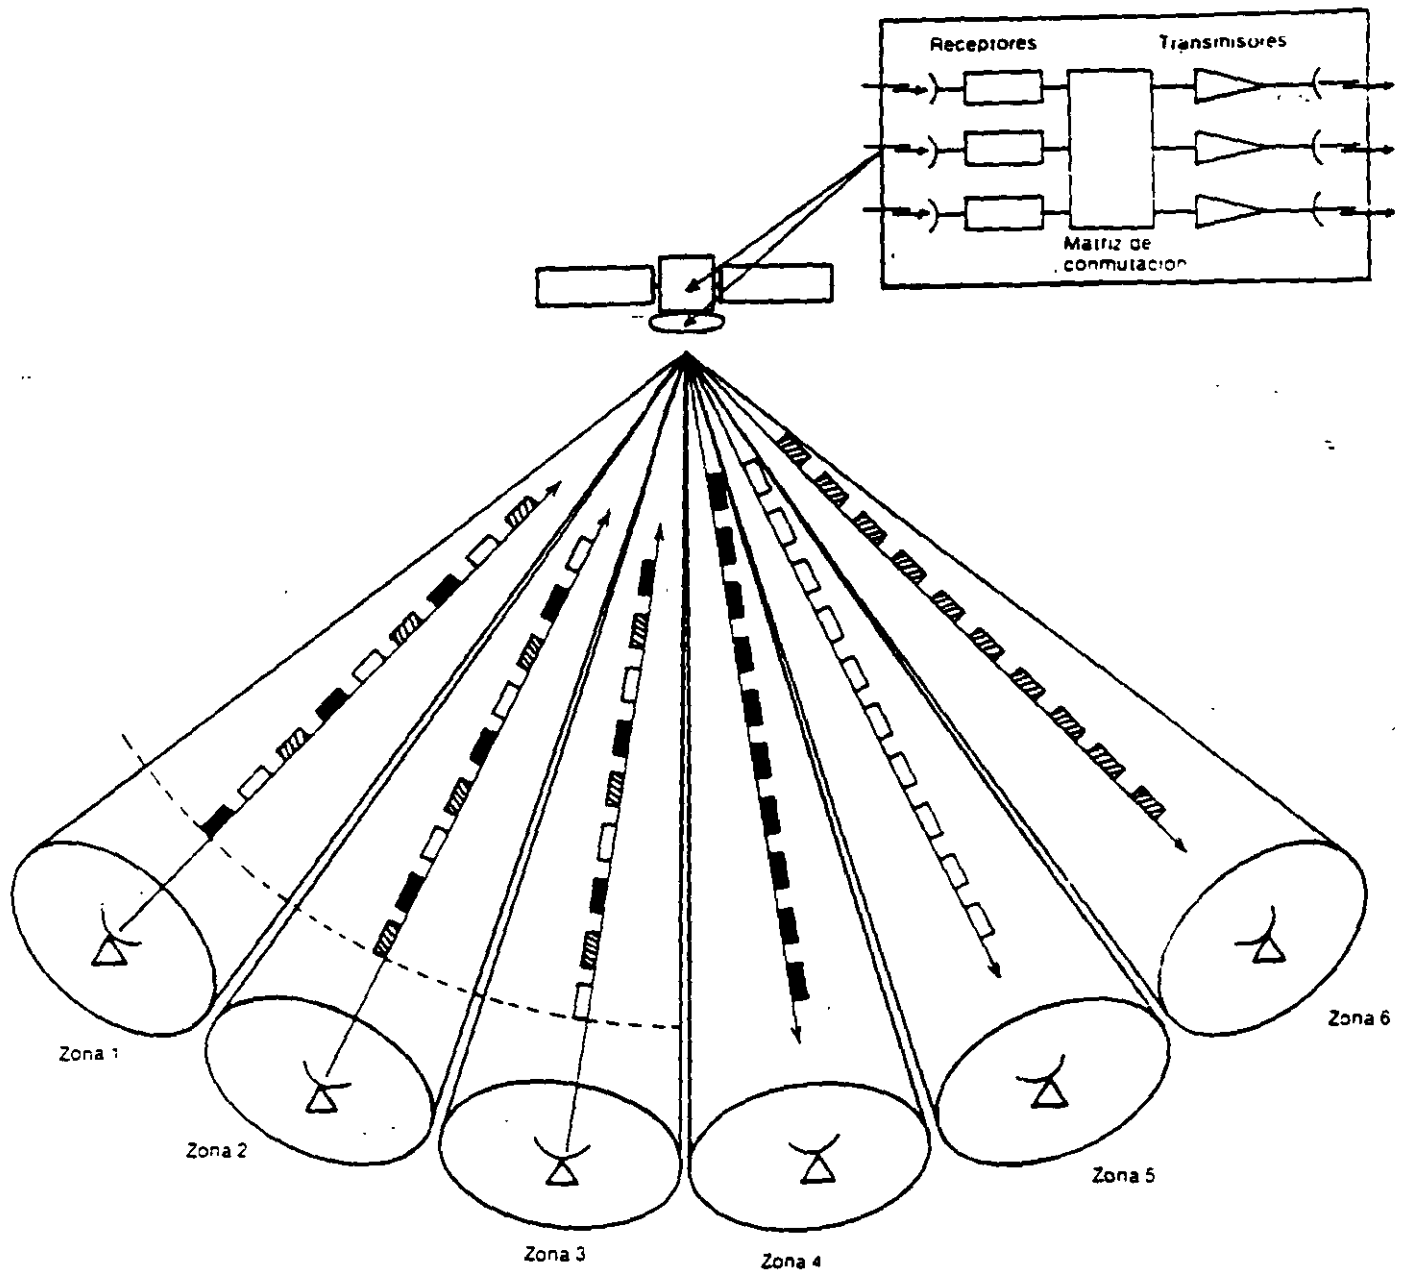 Receptores
Transmisores
Matriz de
conmutacion
Zona 1
Zona 2
Zona 3
Zona 4
Zona 5
Zona 6